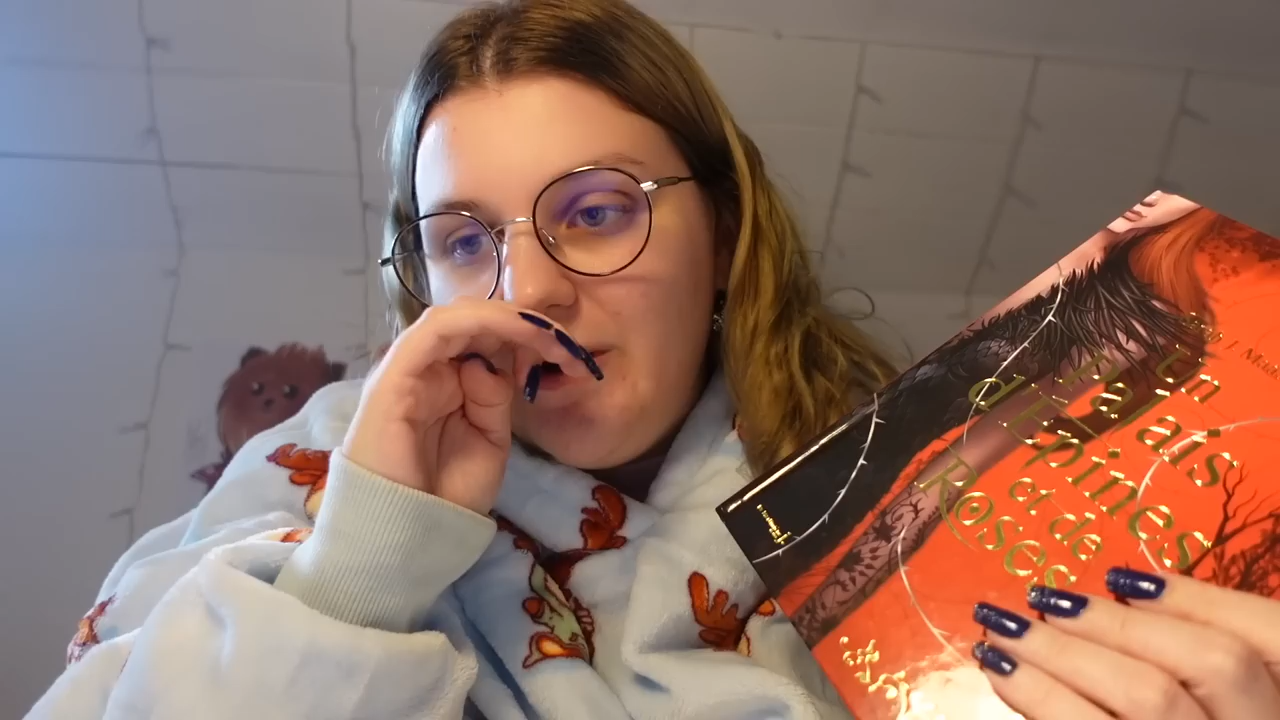 Un
Palais
d'Épines
et de
Roses